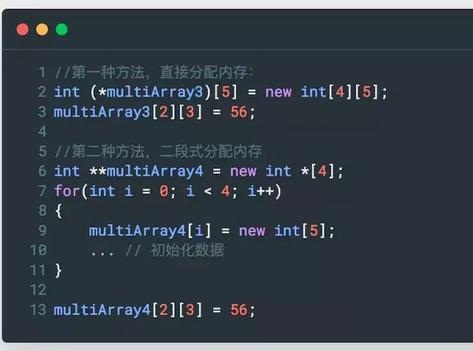 1 //第一种方法，直接分配内存：
2 int (*multiArray3)[5] = new int[4][5];
3 multiArray3[2][3] = 56;
4
5 //第二种方法，二段式分配内存
6 int **multiArray4 = new int *[4];
7 for(int i = 0; i < 4; i++)
8 {
9     multiArray4[i] = new int[5];
10     ... // 初始化数据
11 }
12
13 multiArray4[2][3] = 56;